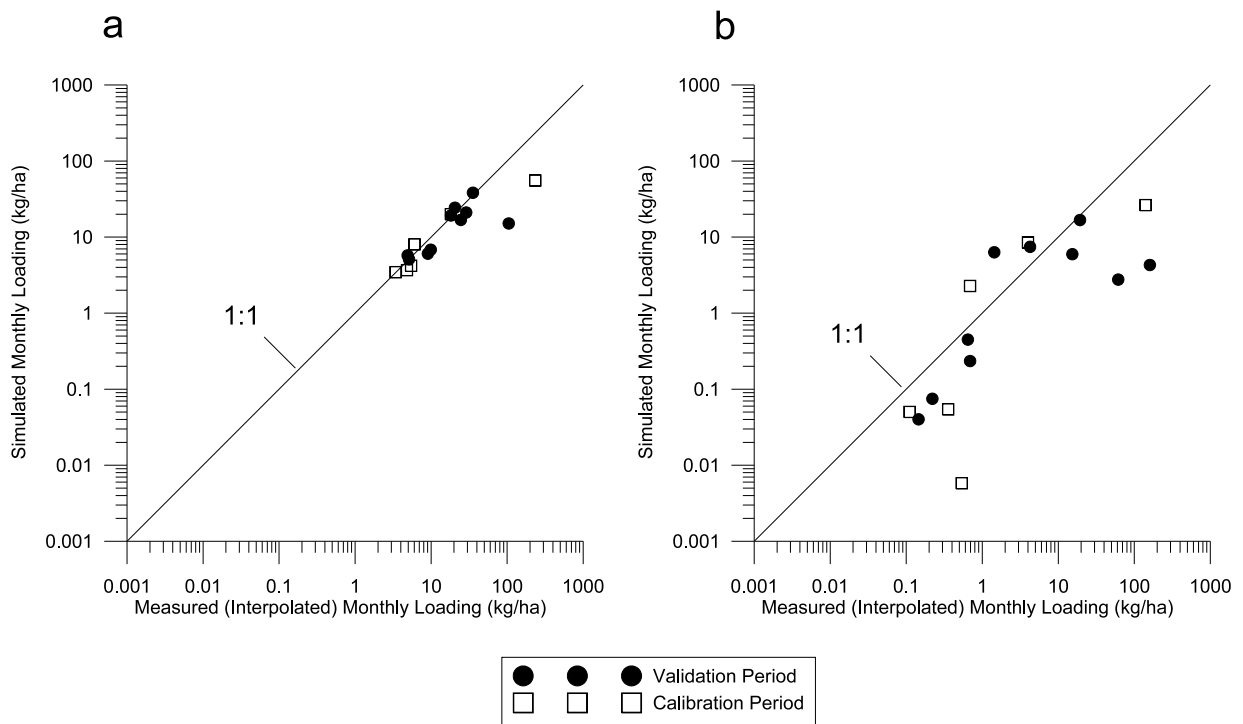 a
1000
100
10
1
0.1
0.01
0.001
Simulated Monthly Loading (kg/ha)
1:1
0.001 0.01 0.1 1 10 100 1000
Measured (Interpolated) Monthly Loading (kg/ha)
b
1000
100
10
1
0.1
0.01
0.001
Simulated Monthly Loading (kg/ha)
1:1
0.001 0.01 0.1 1 10 100 1000
Measured (Interpolated) Monthly Loading (kg/ha)
Validation Period
Calibration Period